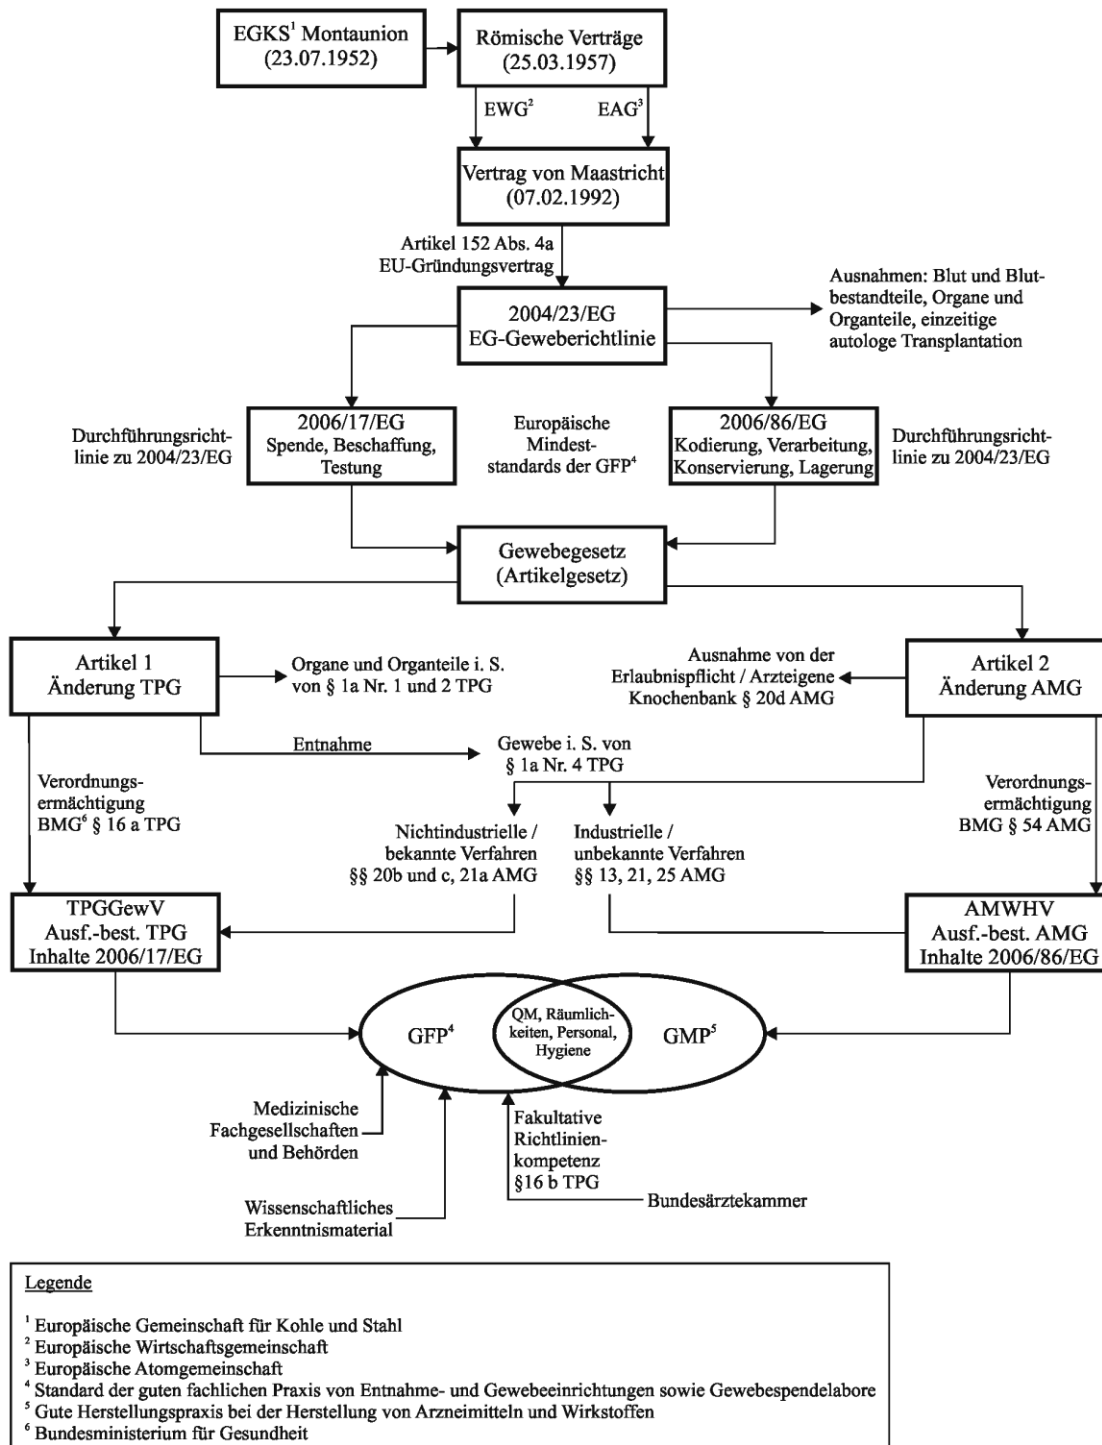 EGKS¹ Montaunion
(23.07.1952)
Römische Verträge
(25.03.1957)
EWG²
EAG³
Vertrag von Maastricht
(07.02.1992)
Artikel 152 Abs. 4a
EU-Gründungsvertrag
2004/23/EG
EG-Geweberichtlinie
Ausnahmen: Blut und Blut-
bestandteile, Organe und
Organteile, einzeitige
autologe Transplantation
Durchführungsricht-
linie zu 2004/23/EG
2006/17/EG
Spende, Beschaffung,
Testung
Europäische
Mindest-
standards der GFP⁴
2006/86/EG
Kodierung, Verarbeitung,
Konservierung, Lagerung
Durchführungsricht-
linie zu 2004/23/EG
Gewebegesetz
(Artikelgesetz)
Artikel 1
Änderung TPG
Organe und Organteile i. S.
von § 1a Nr. 1 und 2 TPG
Ausnahme von der
Erlaubnispflicht / Arzteigene
Knochenbank § 20d AMG
Artikel 2
Änderung AMG
Entnahme
Gewebe i. S. von
§ 1a Nr. 4 TPG
Verordnungs-
ermächtigung
BMG⁶ § 16 a TPG
Nichtindustrielle /
bekannte Verfahren
§§ 20b und c, 21a AMG
Industrielle /
unbekannte Verfahren
§§ 13, 21, 25 AMG
Verordnungs-
ermächtigung
BMG § 54 AMG
TPGGewV
Ausf.-best. TPG
Inhalte 2006/17/EG
AMWHV
Ausf.-best. AMG
Inhalte 2006/86/EG
GFP⁴
QM, Räumlich-
keiten, Personal,
Hygiene
GMP⁵
Medizinische
Fachgesellschaften
und Behörden
Fakultative
Richtlinien-
kompetenz
§16 b TPG
Wissenschaftliches
Erkenntnismaterial
Bundesärztekammer
Legende
¹ Europäische Gemeinschaft für Kohle und Stahl
² Europäische Wirtschaftsgemeinschaft
³ Europäische Atomgemeinschaft
⁴ Standard der guten fachlichen Praxis von Entnahme- und Gewebeeinrichtungen sowie Gewebespendelabore
⁵ Gute Herstellungspraxis bei der Herstellung von Arzneimitteln und Wirkstoffen
⁶ Bundesministerium für Gesundheit